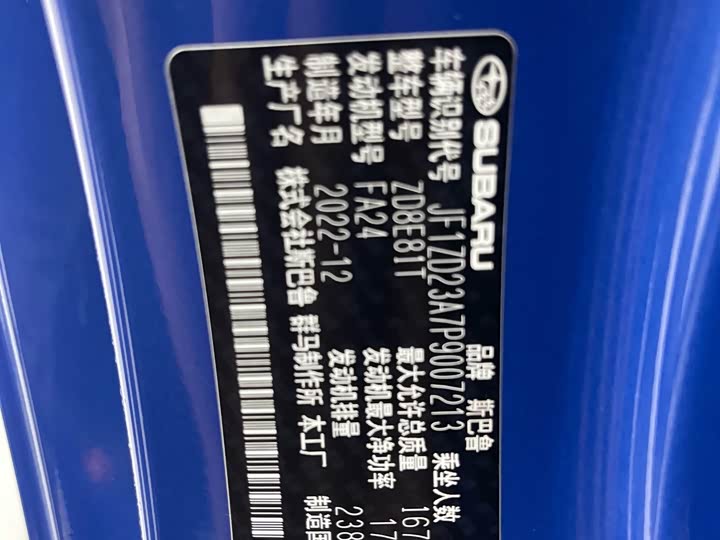 SUBARU 品牌 斯巴鲁
车辆识别代号 JF1ZD23A7P9007213 乘坐人数
整车型号 ZD8E81T 最大允许总质量 167
发动机型号 FA24 发动机最大净功率 17
制造年月 2022-12 发动机排量 238
生产厂名 株式会社斯巴鲁 群马制作所 本工厂 制造国